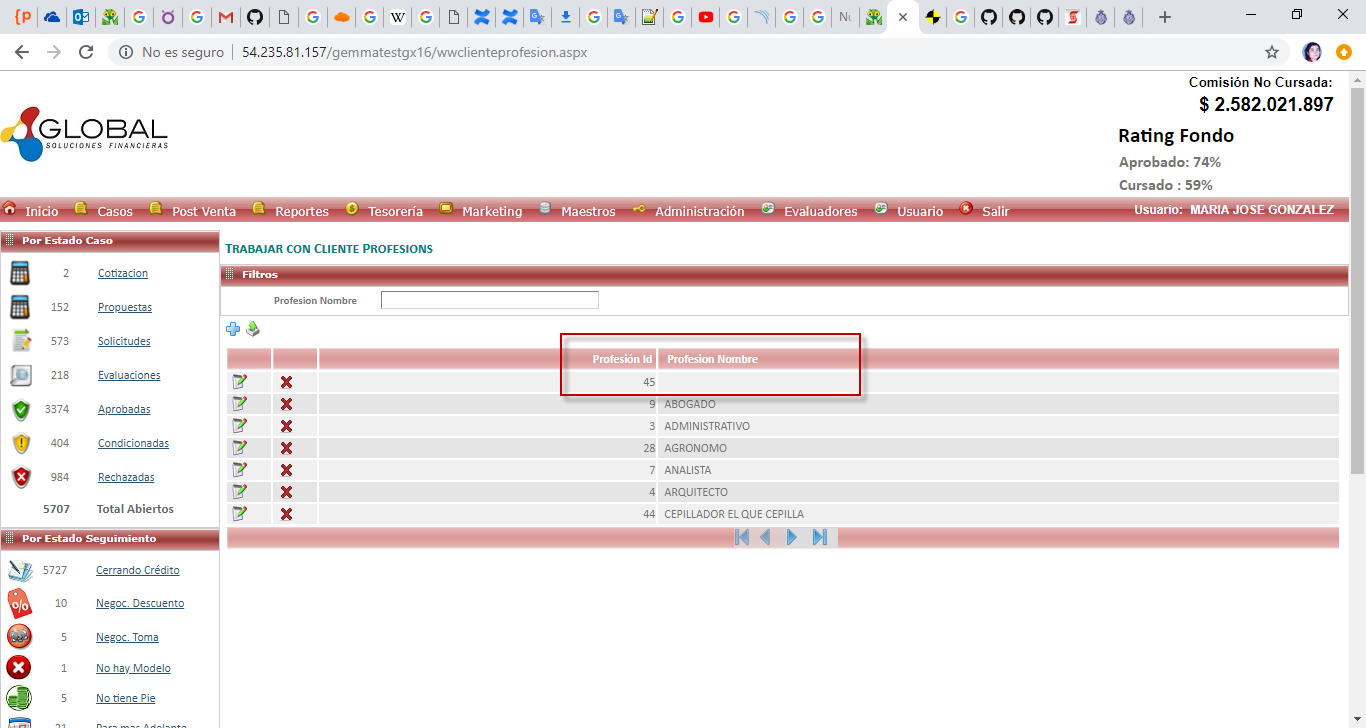 No es seguro | 54.235.81.157/gemmatestgx16/wwclienteprofesion.aspx
Comisión No Cursada:
$ 2.582.021.897
GLOBAL
SOLUCIONES FINANCIERAS
Rating Fondo
Aprobado: 74%
Cursado : 59%
Inicio Casos Post Venta Reportes Tesorería Marketing Maestros Administración Evaluadores Usuario Salir Usuario: MARIA JOSE GONZALEZ
Por Estado Caso
2 Cotizacion
152 Propuestas
573 Solicitudes
218 Evaluaciones
3374 Aprobadas
404 Condicionadas
984 Rechazadas
5707 Total Abiertos
Por Estado Seguimiento
5727 Cerrando Crédito
10 Negoc. Descuento
5 Negoc. Toma
1 No hay Modelo
5 No tiene Pie
21 Para mas Adelante
TRABAJAR CON CLIENTE PROFESIONS
Filtros
Profesion Nombre
Profesión Id Profesion Nombre
45
9 ABOGADO
3 ADMINISTRATIVO
28 AGRONOMO
7 ANALISTA
4 ARQUITECTO
44 CEPILLADOR EL QUE CEPILLA